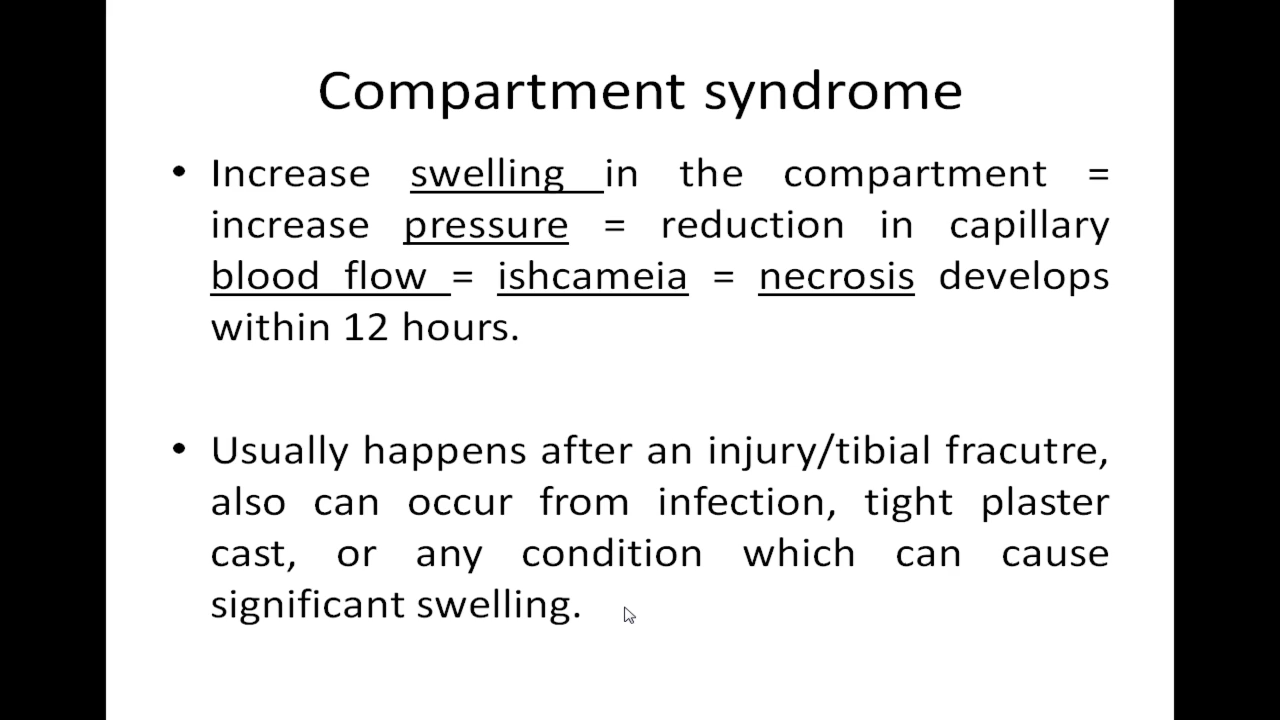 Compartment syndrome
• Increase swelling in the compartment =
increase pressure = reduction in capillary
blood flow = ishcameia = necrosis develops
within 12 hours.
• Usually happens after an injury/tibial fracutre,
also can occur from infection, tight plaster
cast, or any condition which can cause
significant swelling.